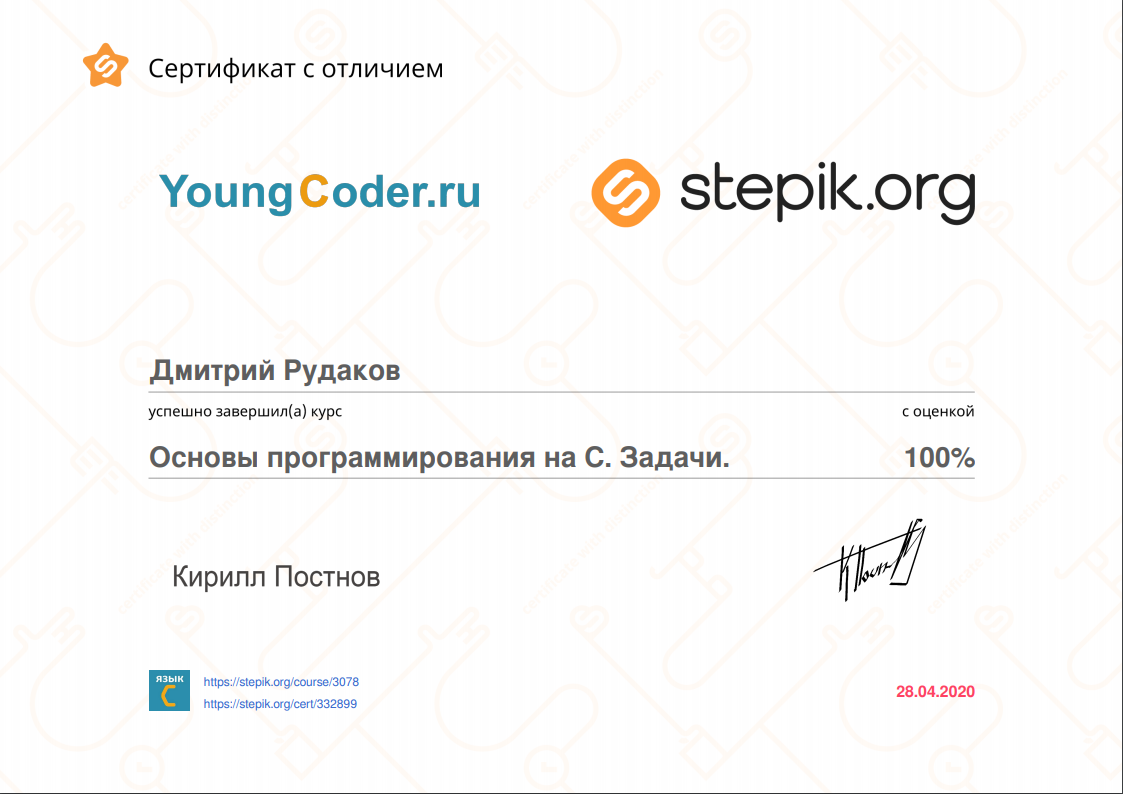 Сертификат с отличием
YoungCoder.ru
stepik.org
Дмитрий Рудаков
успешно завершил(а) курс с оценкой
Основы программирования на C. Задачи. 100%
Кирилл Постнов
язык
C
https://stepik.org/course/3078
https://stepik.org/cert/332899
28.04.2020